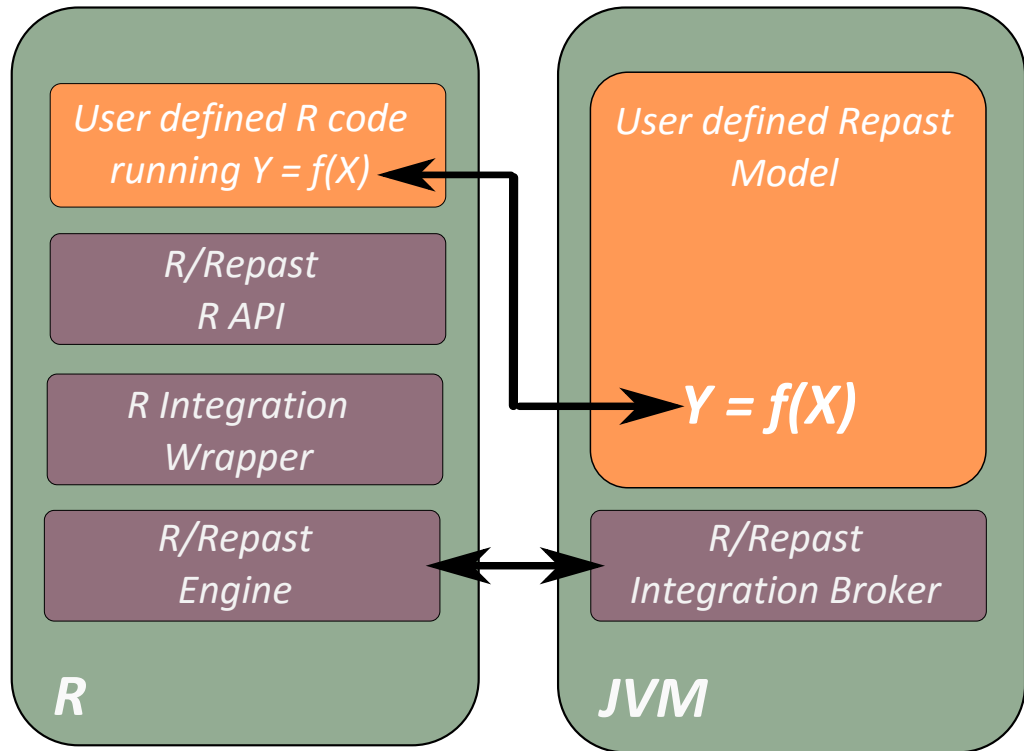 User defined R code
running Y = f(X)
R/Repast
R API
R Integration
Wrapper
R/Repast
Engine
R
User defined Repast
Model
Y = f(X)
R/Repast
Integration Broker
JVM